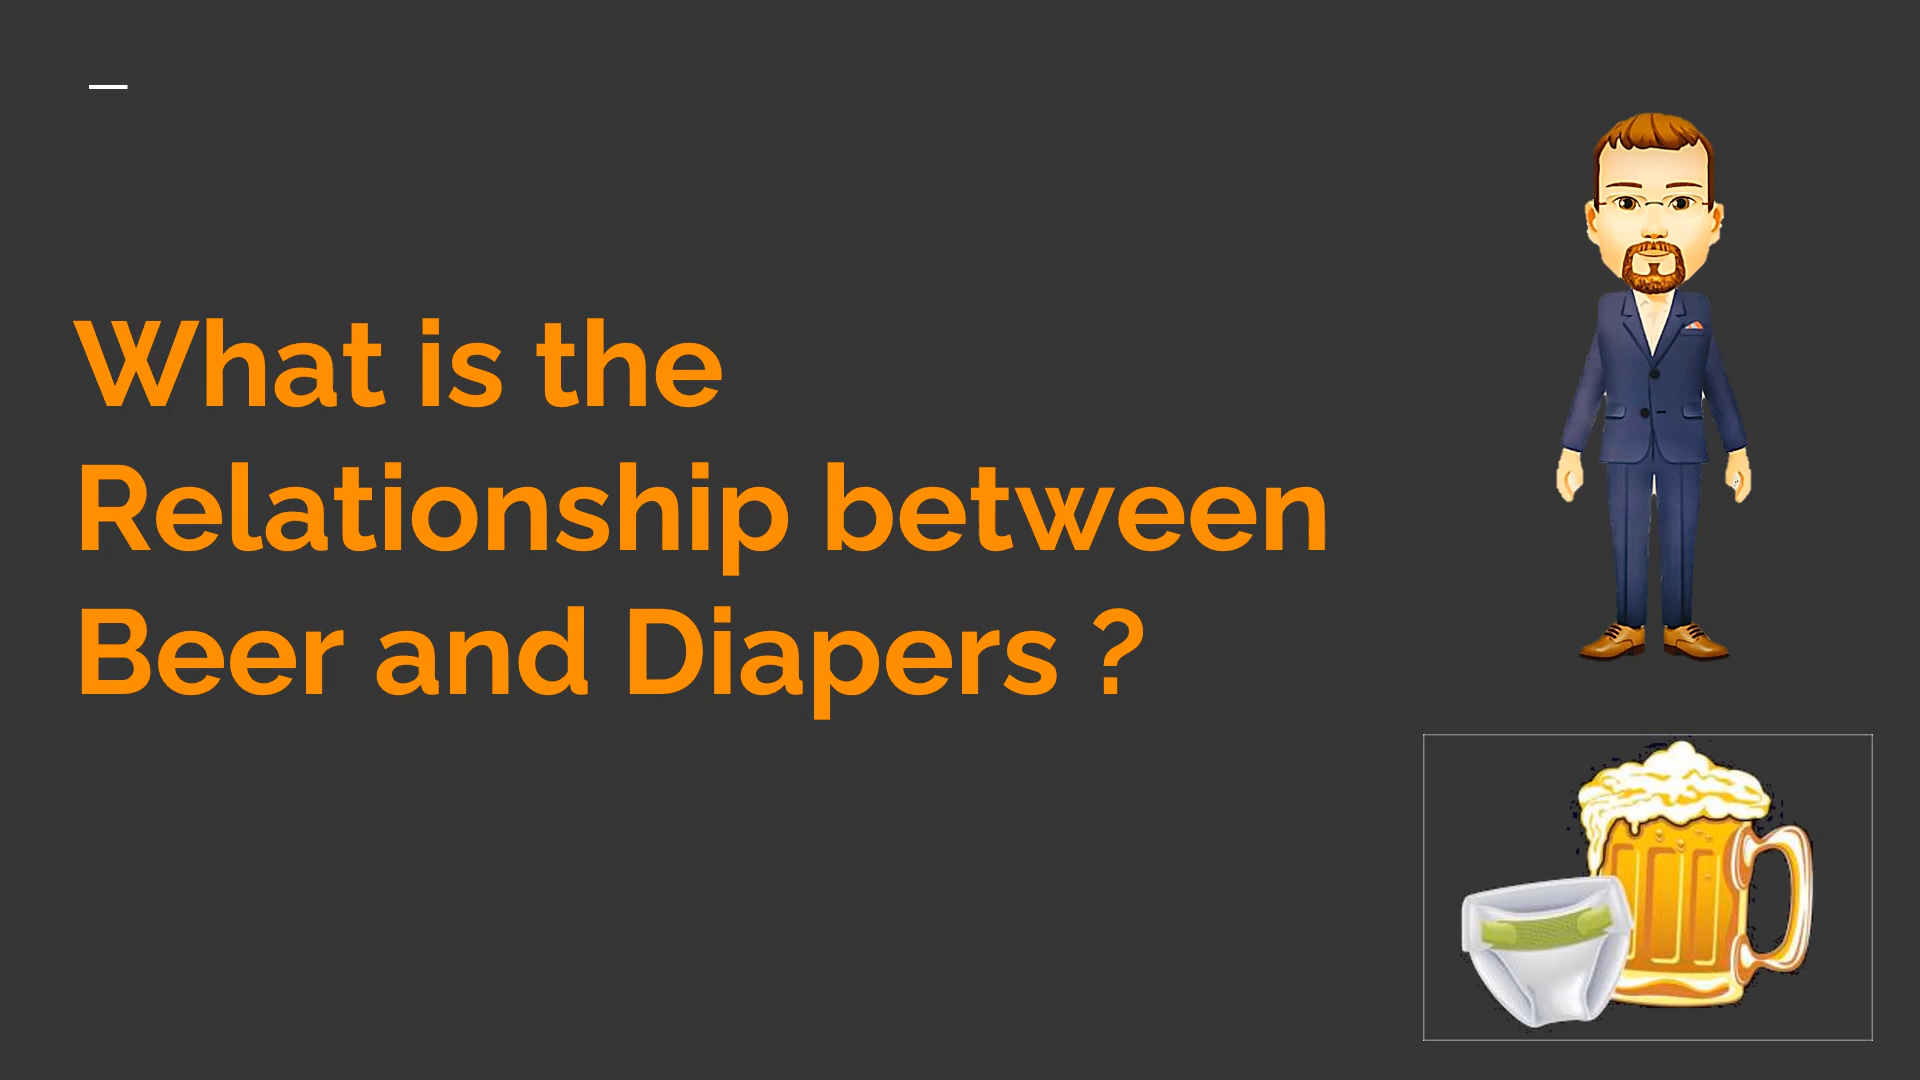 What is the
Relationship between
Beer and Diapers ?